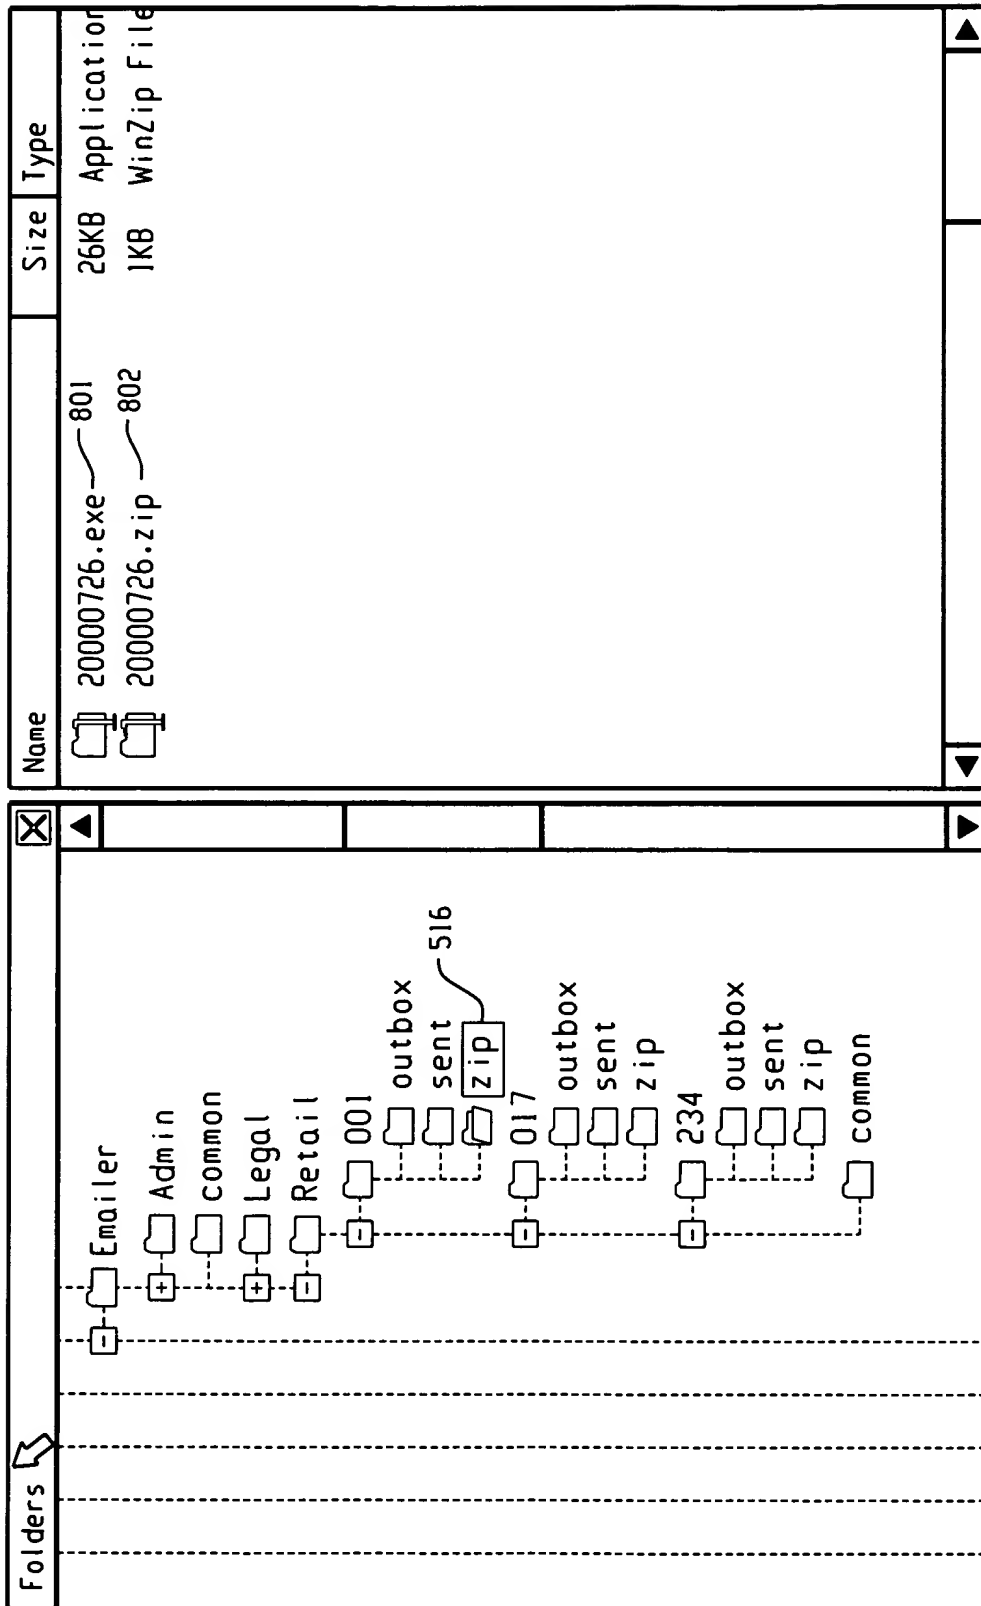 Folders
Emailer
+ Admin
common
+ Legal
- Retail
- 001
outbox
sent
zip 516
- 017
outbox
sent
zip
- 234
outbox
sent
zip
common
Name Size Type
20000726.exe 801 26KB Application
20000726.zip 802 1KB WinZip File